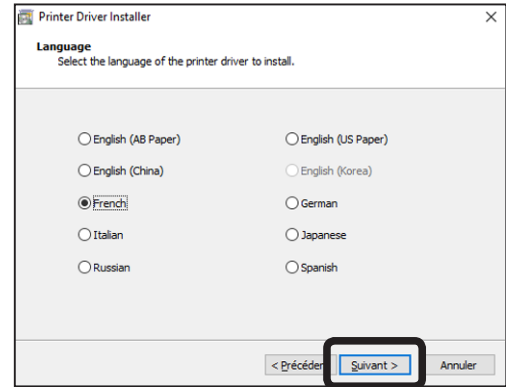 Printer Driver Installer
Language
Select the language of the printer driver to install.
English (AB Paper) English (US Paper)
English (China) English (Korea)
French German
Italian Japanese
Russian Spanish
< Précéden Suivant > Annuler